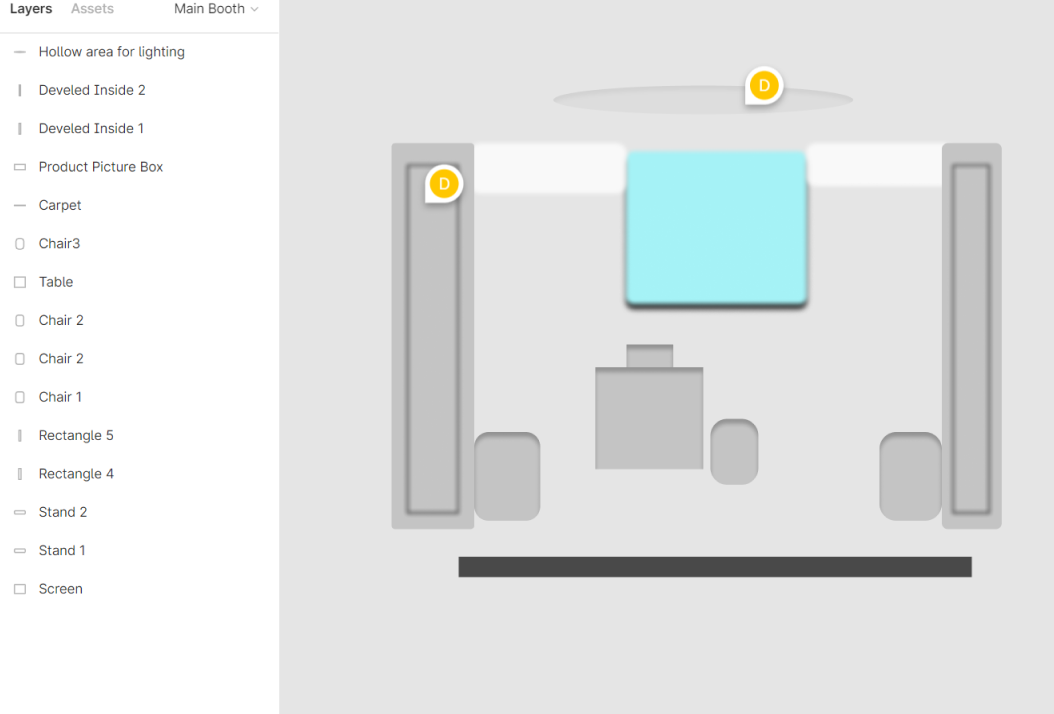 Layers Assets Main Booth
Hollow area for lighting
Develed Inside 2
Develed Inside 1
Product Picture Box
Carpet
Chair3
Table
Chair 2
Chair 2
Chair 1
Rectangle 5
Rectangle 4
Stand 2
Stand 1
Screen
D
D